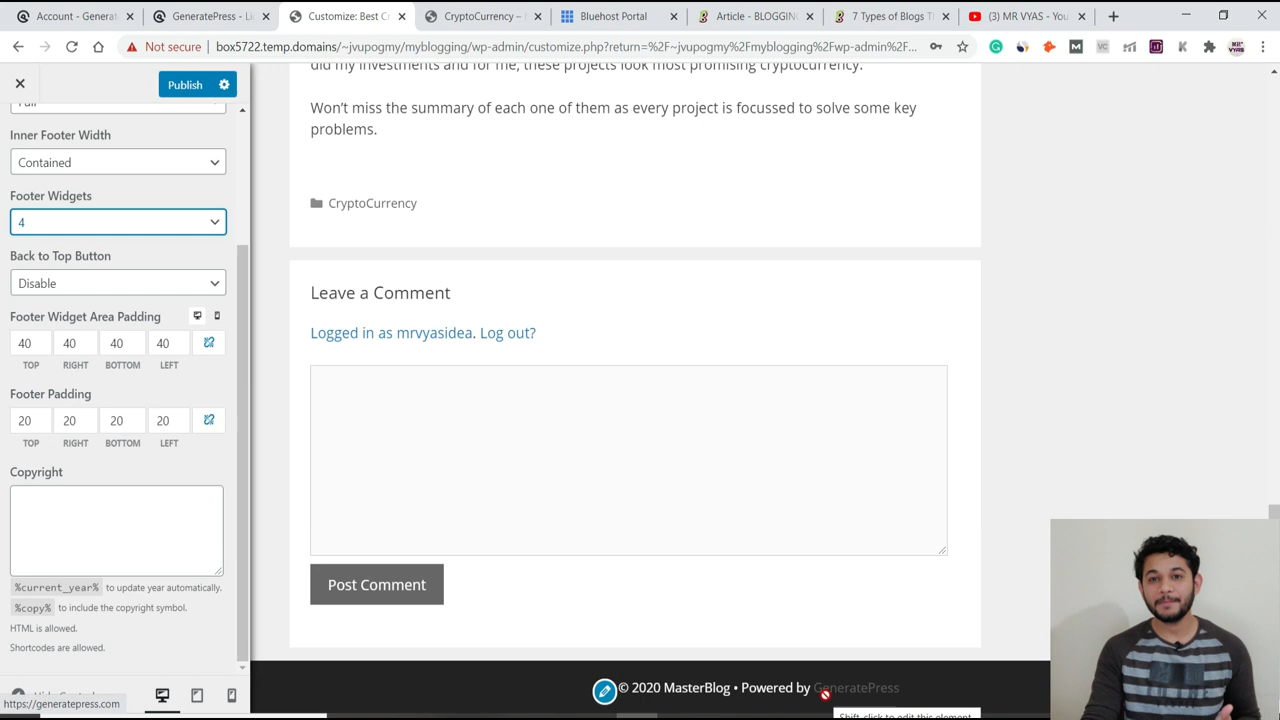 Account - Generat
GeneratePress - Li
Customize: Best C
CryptoCurrency –
Bluehost Portal
Article - BLOGGIN
7 Types of Blogs T
(3) MR VYAS - You
Not secure
box5722.temp.domains/~jvupogmy/myblogging/wp-admin/customize.php?return=%2F~jvupogmy%2Fmyblogging%2Fwp-admin%2F...
Publish
Inner Footer Width
Contained
Footer Widgets
4
Back to Top Button
Disable
Footer Widget Area Padding
40 40 40 40
TOP RIGHT BOTTOM LEFT
Footer Padding
20 20 20 20
TOP RIGHT BOTTOM LEFT
Copyright
%current_year% to update year automatically.
%copy% to include the copyright symbol.
HTML is allowed.
Shortcodes are allowed.
https://generatepress.com
did my investments and for me, these projects look most promising cryptocurrency.
Won't miss the summary of each one of them as every project is focussed to solve some key
problems.
CryptoCurrency
Leave a Comment
Logged in as mrvyasidea. Log out?
Post Comment
© 2020 MasterBlog • Powered by GeneratePress
Shift-click to edit this element.